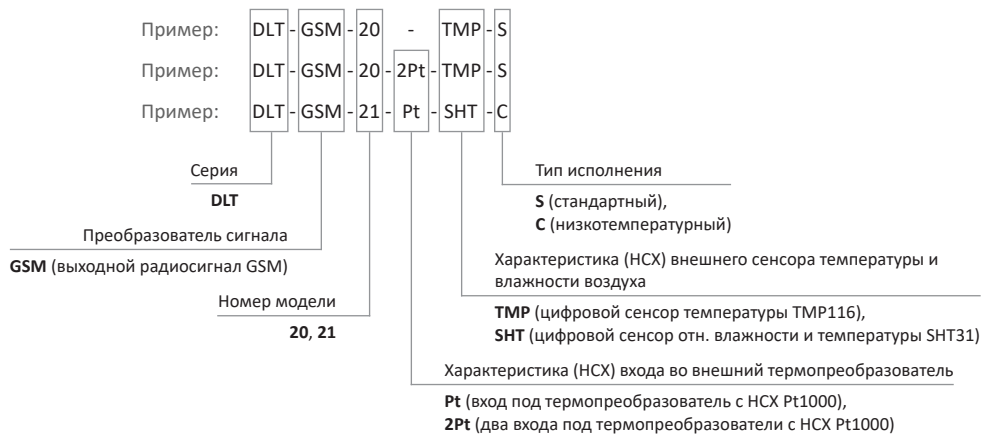 Пример: DLT - GSM - 20 - TMP - S
Пример: DLT - GSM - 20 - 2Pt - TMP - S
Пример: DLT - GSM - 21 - Pt - SHT - C
Серия
DLT
Преобразователь сигнала
GSM (выходной радиосигнал GSM)
Номер модели
20, 21
Тип исполнения
S (стандартный),
C (низкотемпературный)
Характеристика (НСХ) внешнего сенсора температуры и
влажности воздуха
TMP (цифровой сенсор температуры TMP116),
SHT (цифровой сенсор отн. влажности и температуры SHT31)
Характеристика (НСХ) входа во внешний термопреобразователь
Pt (вход под термопреобразователь с НСХ Pt1000),
2Pt (два входа под термопреобразователи с НСХ Pt1000)